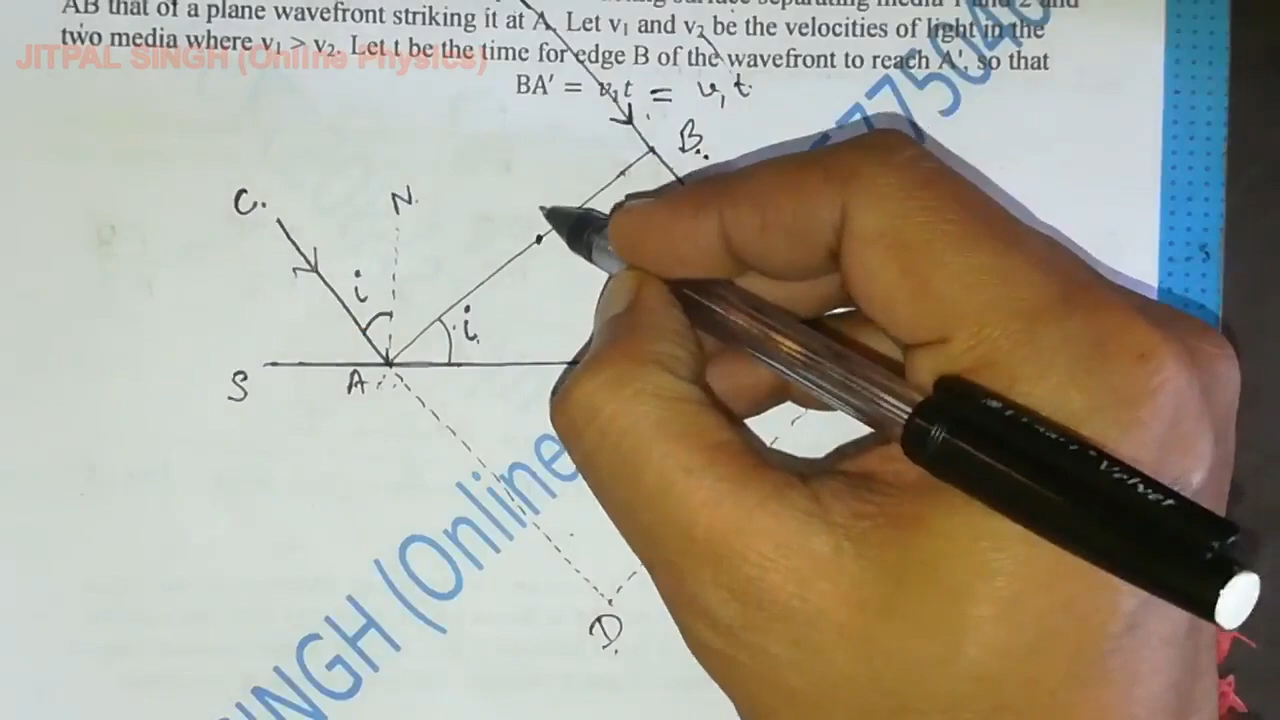 AB that of a plane wavefront striking it at A. Let v₁ and v₂ be the velocities of light in the
two media where v₁ > v₂. Let t be the time for edge B of the wavefront to reach A', so that
JITPAL SINGH (Online Physics)
BA' = v₁t = v₁t
775040
B.
C.
N.
i
i
S
A
SINGH (Online
D.
Velvet